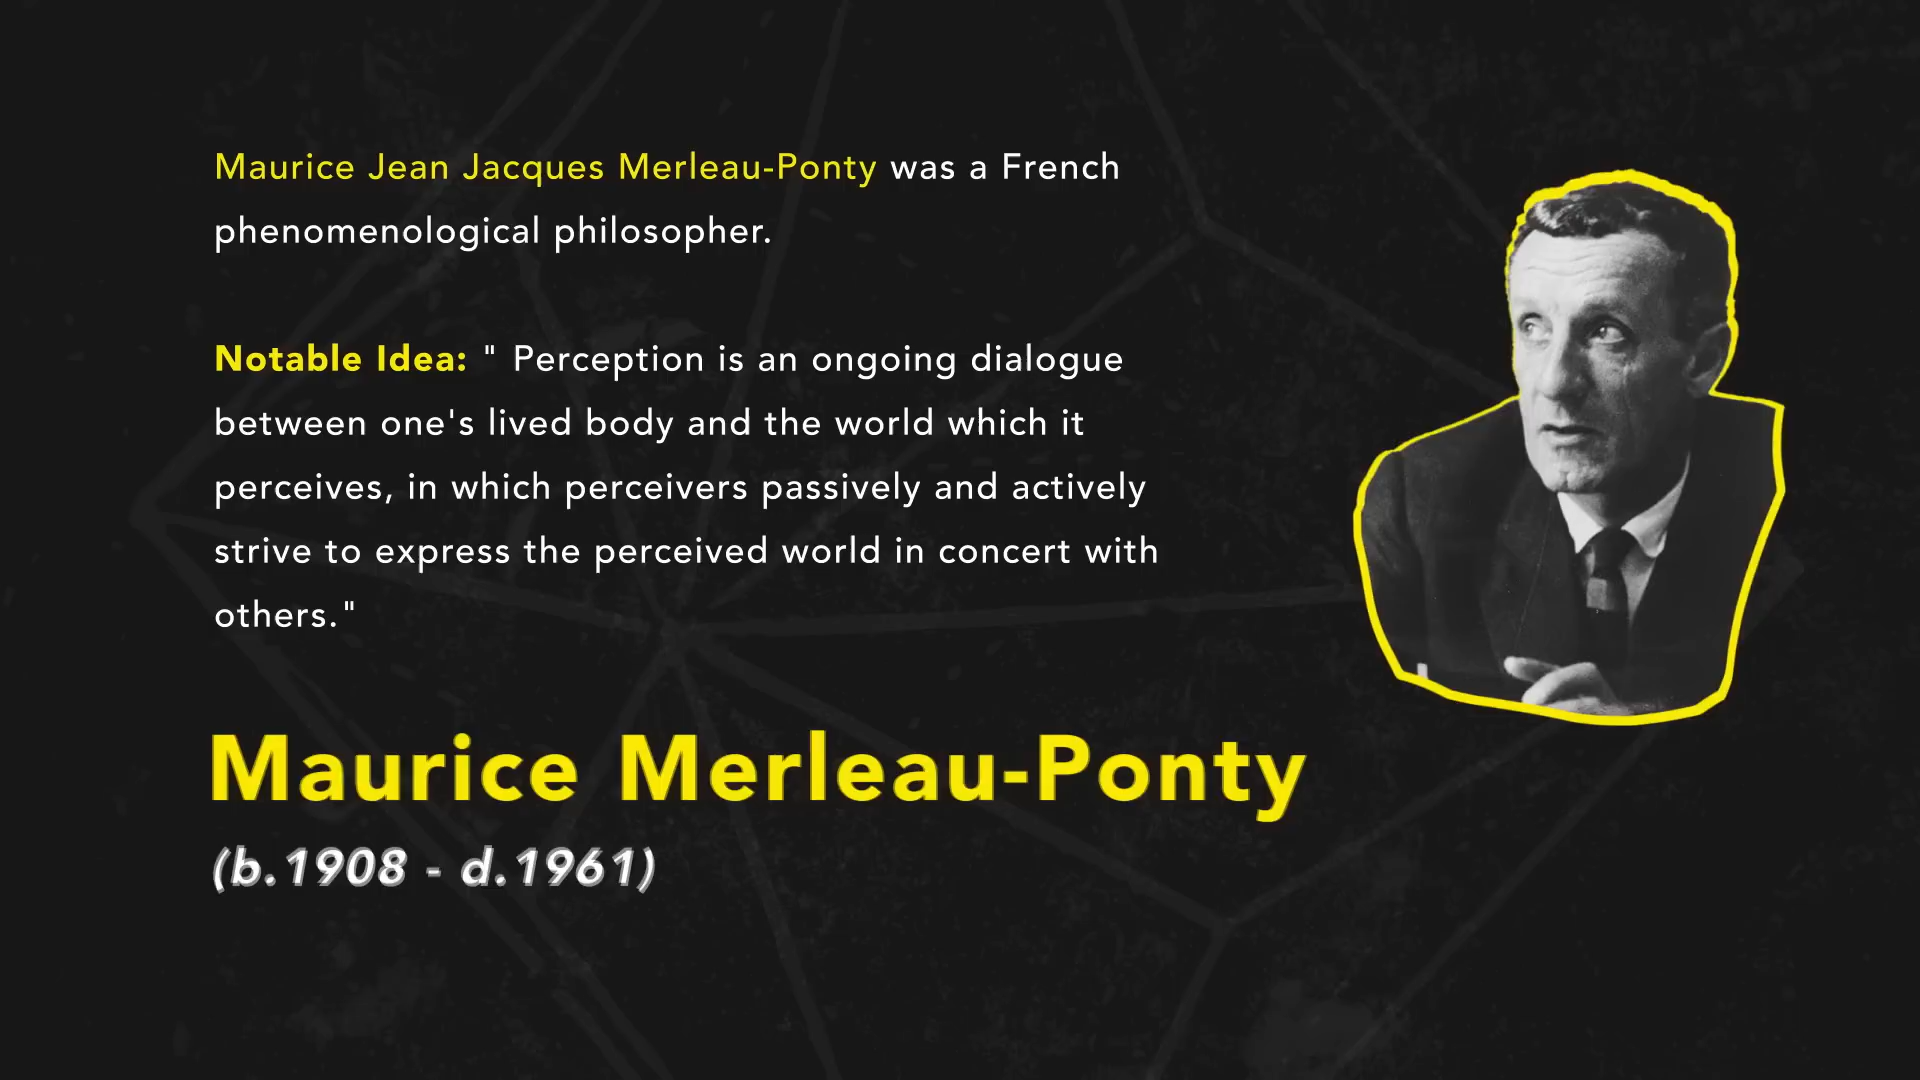 Maurice Jean Jacques Merleau-Ponty was a French
phenomenological philosopher.
Notable Idea: " Perception is an ongoing dialogue
between one's lived body and the world which it
perceives, in which perceivers passively and actively
strive to express the perceived world in concert with
others."
Maurice Merleau-Ponty
(b.1908 - d.1961)